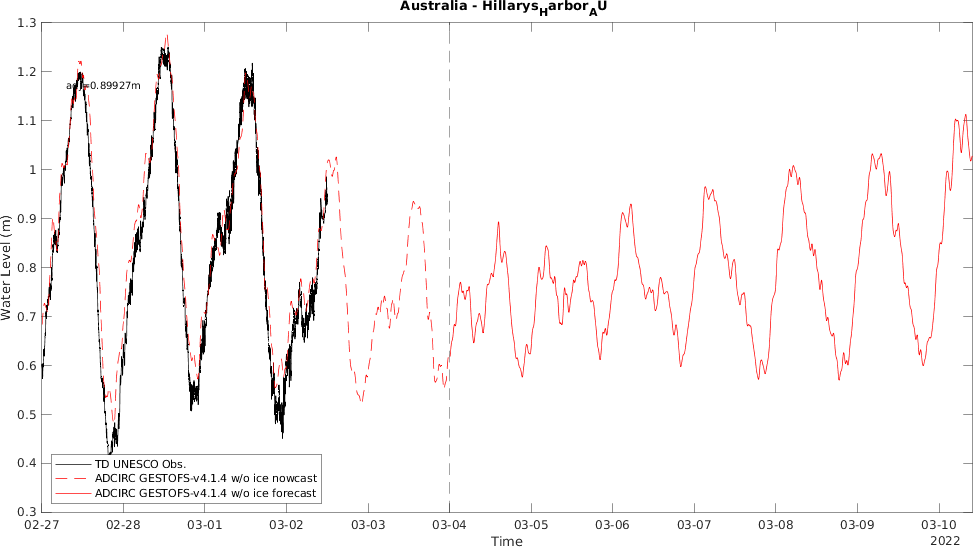 Australia - HillarysHarborAU
1.3
1.2
1.1
1
0.9
0.8
0.7
0.6
0.5
0.4
0.3
Water Level (m)
adj=0.89927m
TD UNESCO Obs.
ADCIRC GESTOFS-v4.1.4 w/o ice nowcast
ADCIRC GESTOFS-v4.1.4 w/o ice forecast
02-27 02-28 03-01 03-02 03-03 03-04 03-05 03-06 03-07 03-08 03-09 03-10
Time
2022